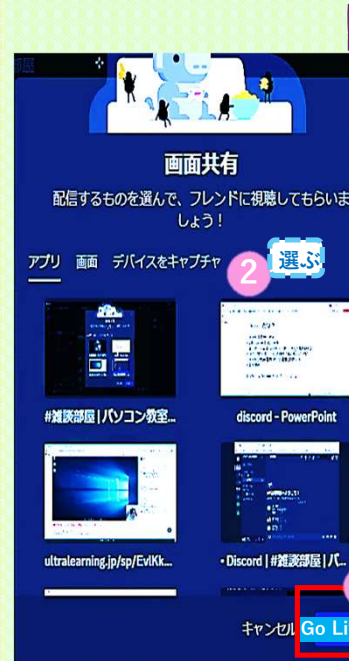 画面共有
配信するものを選んで、フレンドに視聴してもらいま
しょう！
アプリ 画面 デバイスをキャプチャ
2 選ぶ
#雑談部屋 | パソコン教室...
discord - PowerPoint
ultralearning.jp/sp/EvlKk...
• Discord | #雑談部屋 | パ...
キャンセル
Go Li